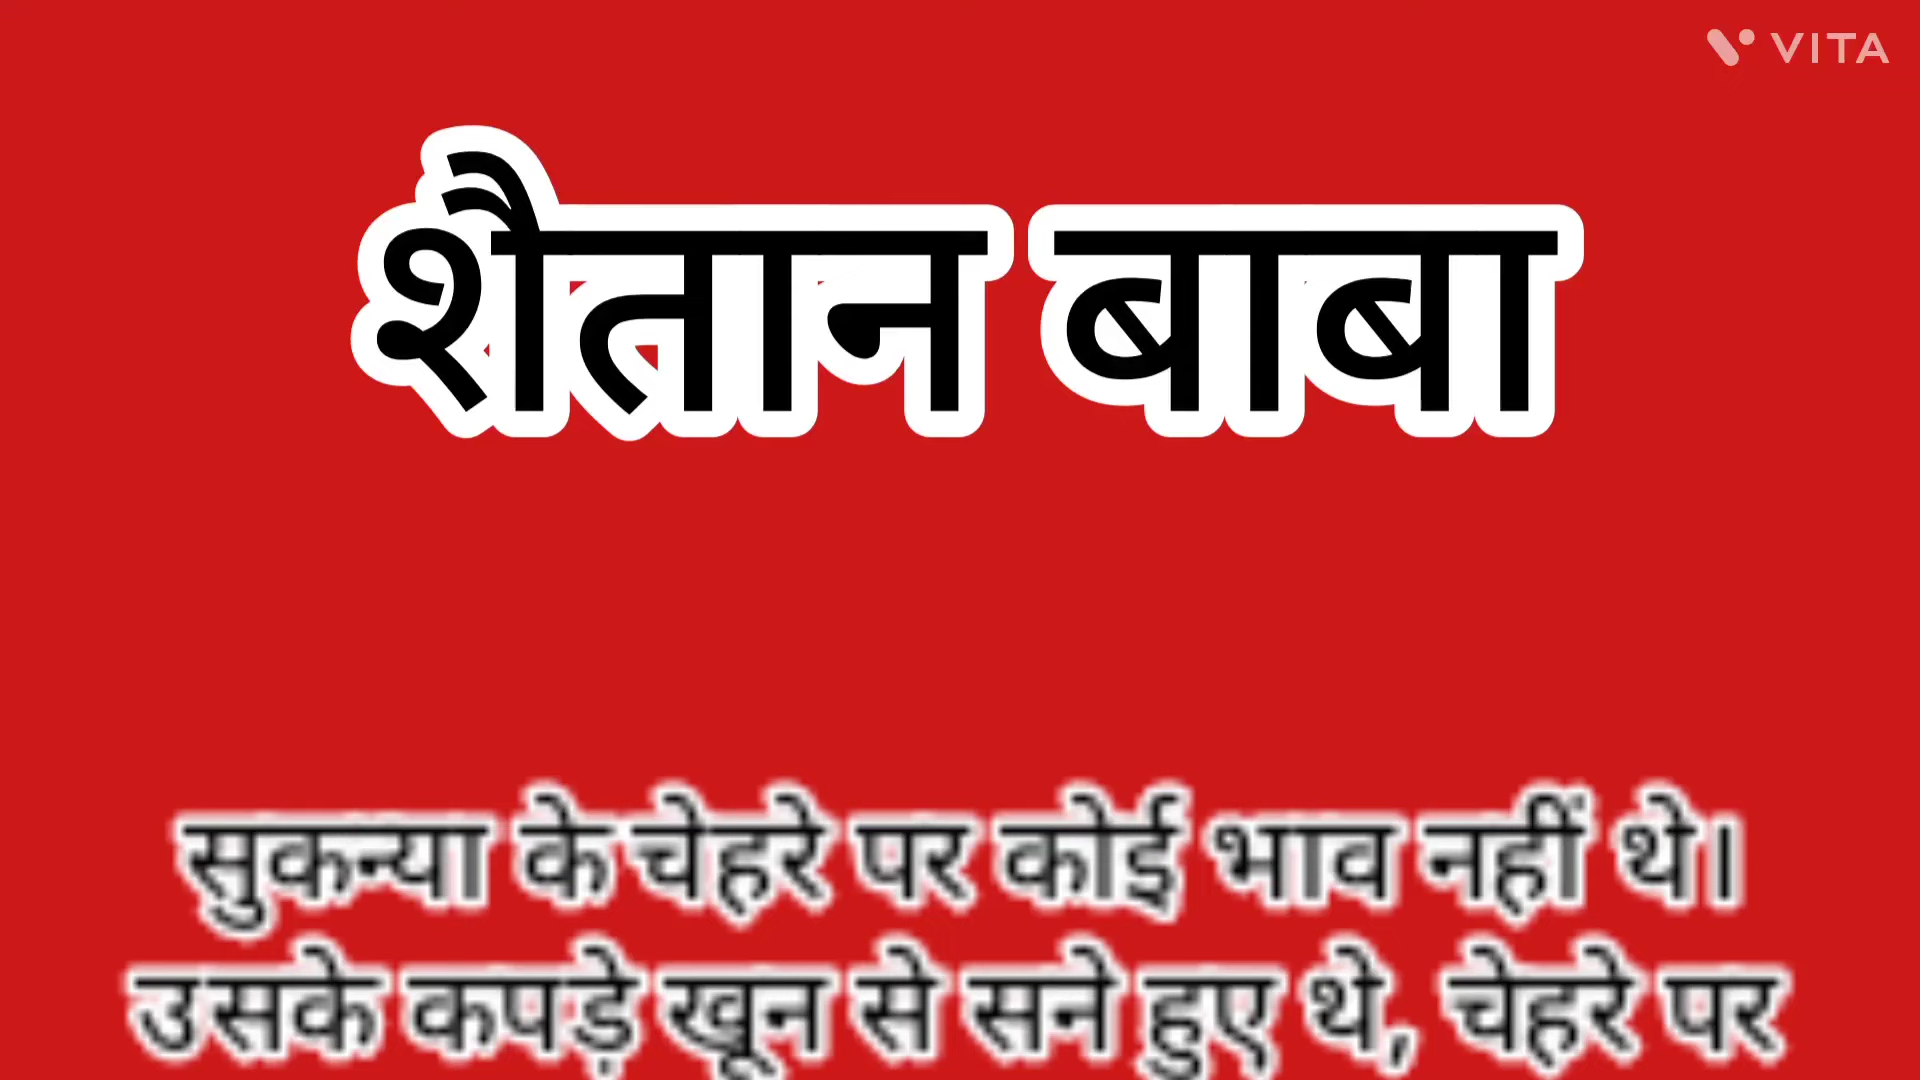 VITA
शैतान बाबा
सुकन्या के चेहरे पर कोई भाव नहीं थे।
उसके कपड़े खून से सने हुए थे, चेहरे पर